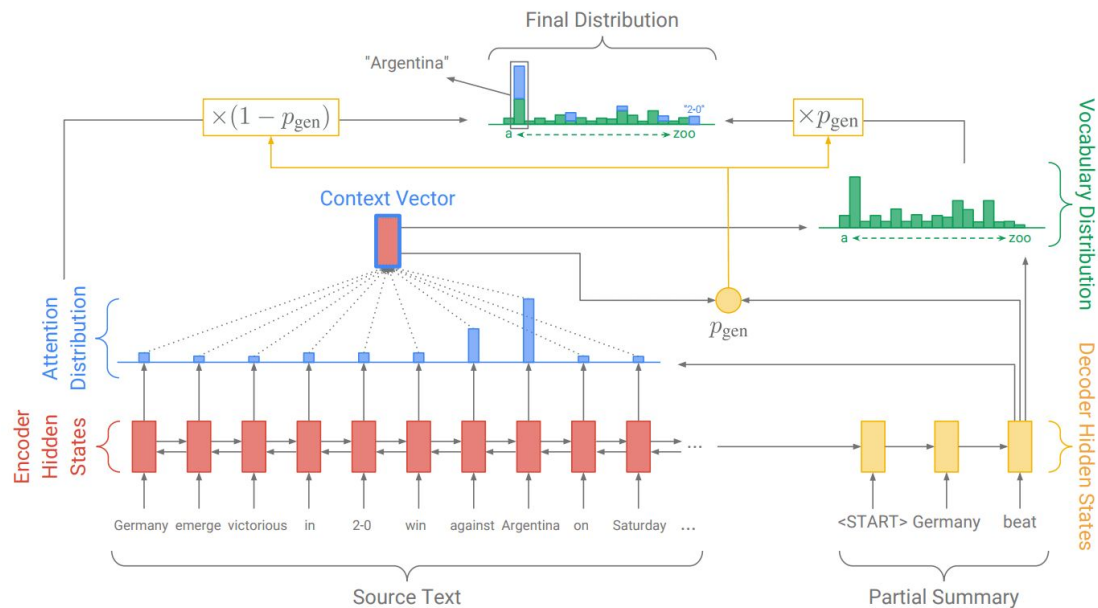 Final Distribution
"Argentina"
×(1 − p_gen)
"2-0"
×p_gen
a
zoo
Context Vector
a
zoo
Vocabulary Distribution
Attention
Distribution
p_gen
Encoder
Hidden
States
...
Decoder Hidden States
Germany emerge victorious in 2-0 win against Argentina on Saturday ...
<START> Germany beat
Source Text
Partial Summary